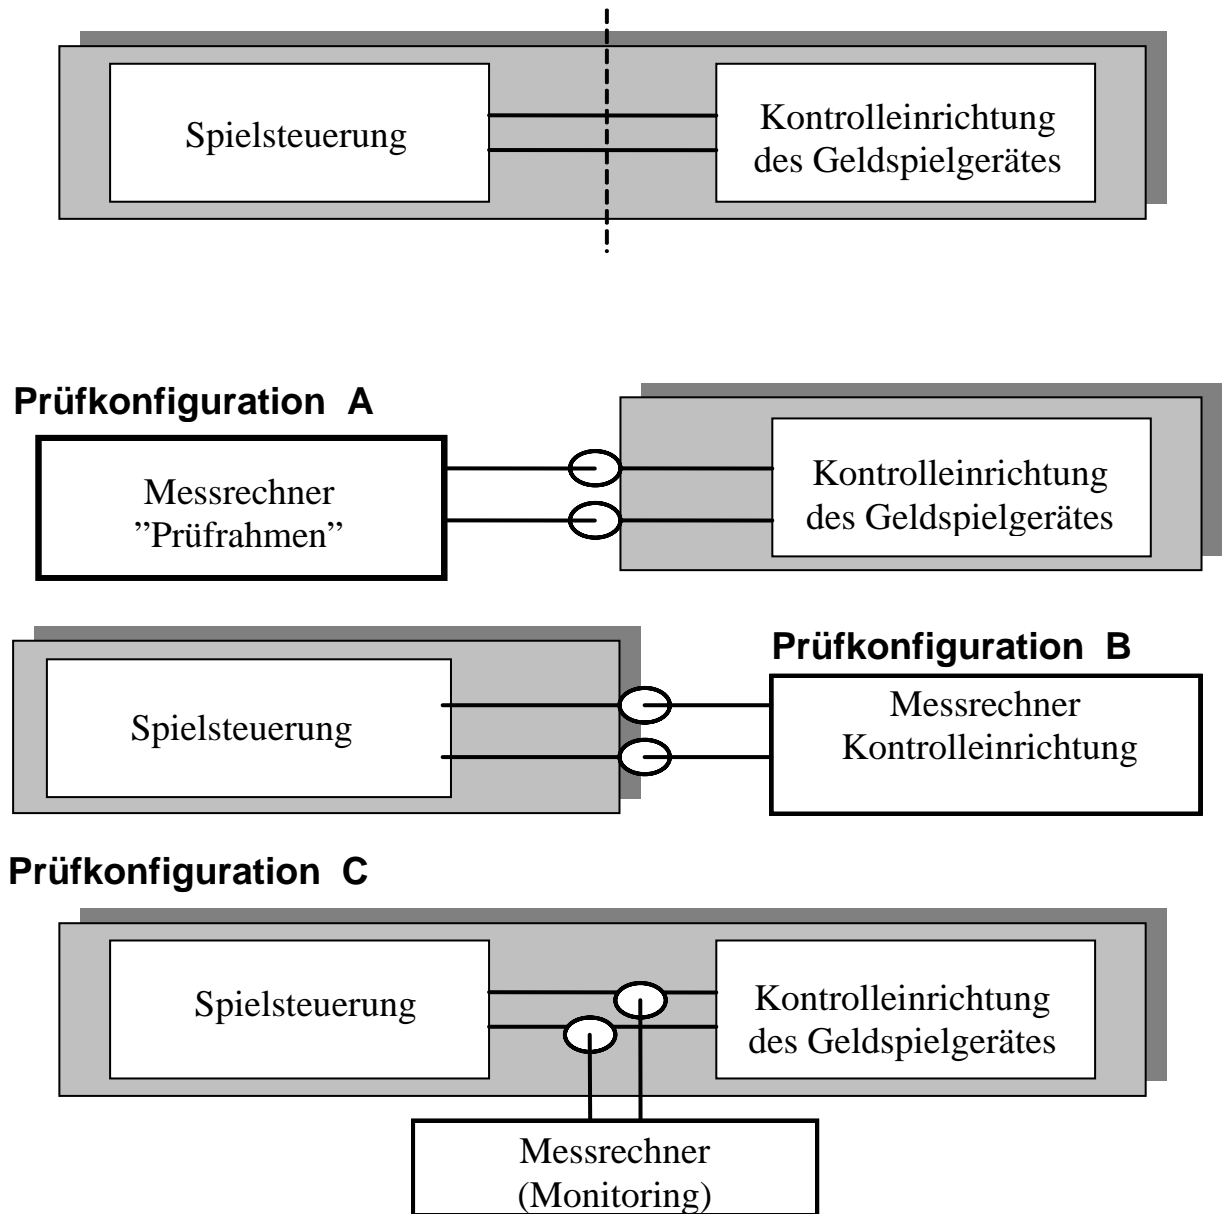 Spielsteuerung
Kontrolleinrichtung
des Geldspielgerätes
Prüfkonfiguration A
Messrechner
”Prüfrahmen”
Kontrolleinrichtung
des Geldspielgerätes
Prüfkonfiguration B
Spielsteuerung
Messrechner
Kontrolleinrichtung
Prüfkonfiguration C
Spielsteuerung
Kontrolleinrichtung
des Geldspielgerätes
Messrechner
(Monitoring)